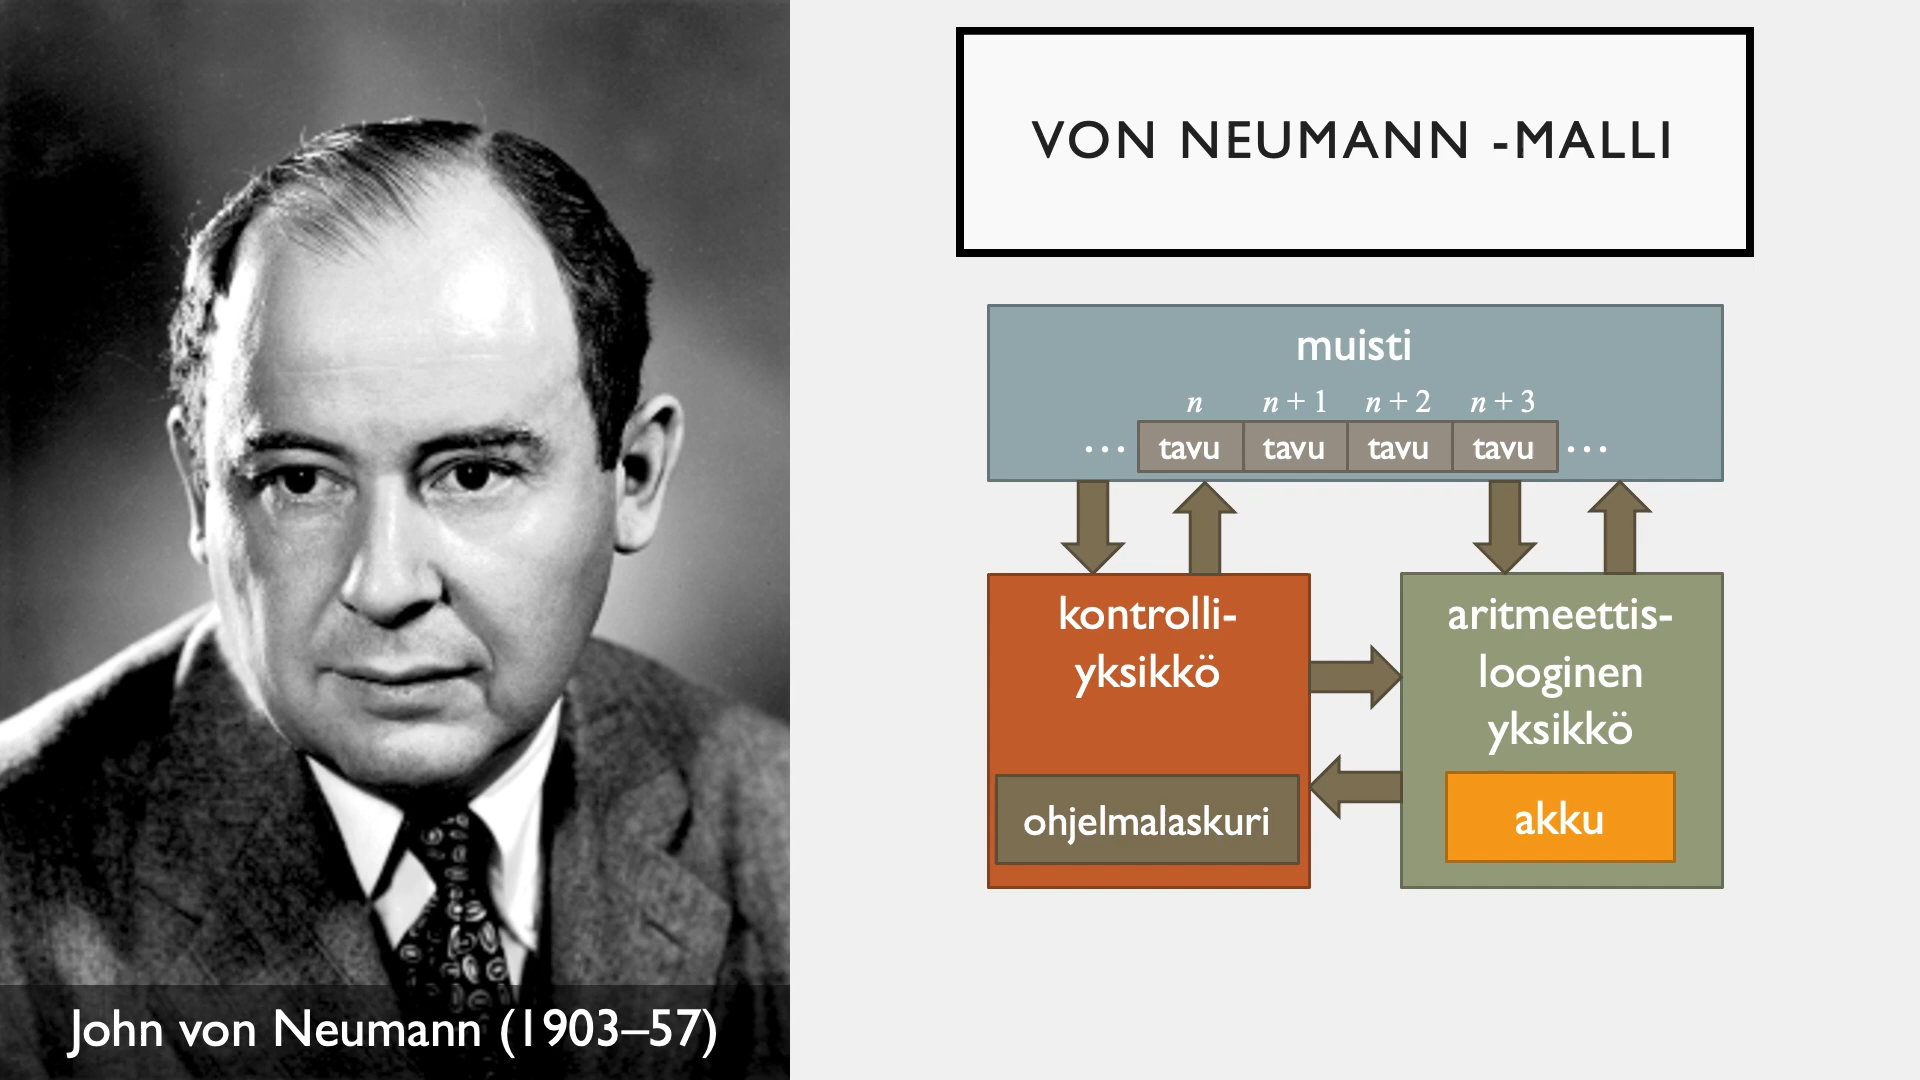 VON NEUMANN -MALLI
muisti
n n + 1 n + 2 n + 3
... tavu tavu tavu tavu ...
kontrolli-
yksikkö
ohjelmalaskuri
aritmeettis-
looginen
yksikkö
akku
John von Neumann (1903–57)